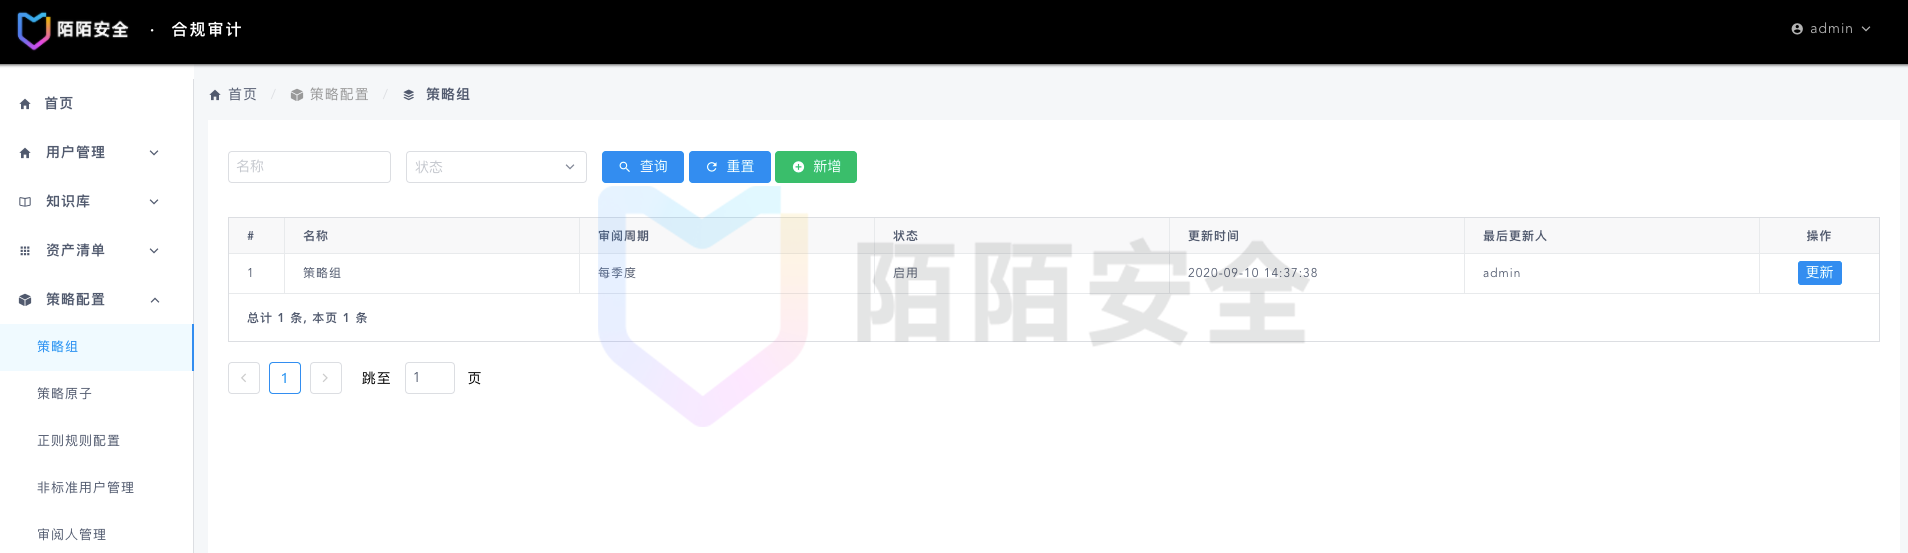 陌陌安全 · 合规审计
admin
首页
用户管理
知识库
资产清单
策略配置
策略组
策略原子
正则规则配置
非标准用户管理
审阅人管理
首页 / 策略配置 / 策略组
名称 状态 查询 重置 新增
# 名称 审阅周期 状态 更新时间 最后更新人 操作
1 策略组 每季度 启用 2020-09-10 14:37:38 admin 更新
总计 1 条, 本页 1 条
1 跳至 1 页
陌陌安全